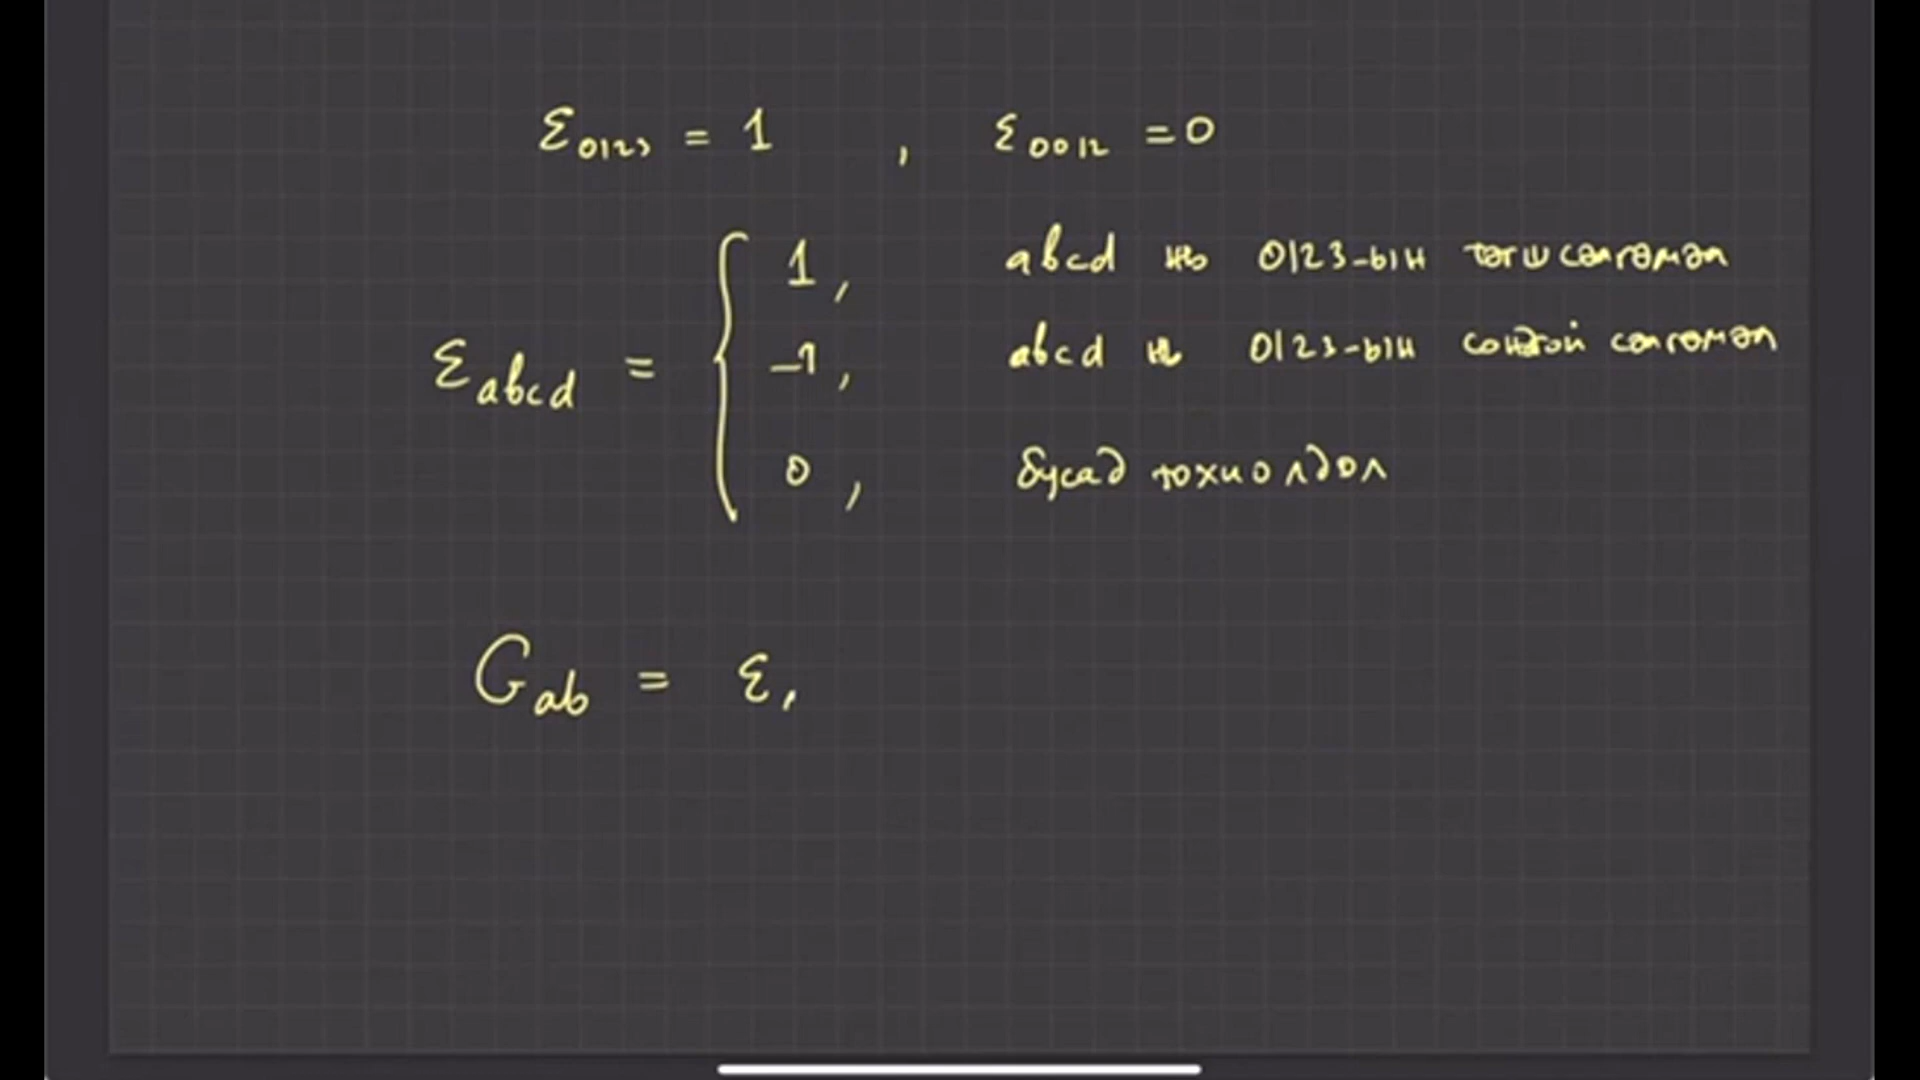 ε₀₁₂₃ = 1 , ε₀₀₁₂ = 0
1 , abcd нь 0123-ын тэгш сэлгэмэл
ε_abcd = { -1 , abcd нь 0123-ын сондгой сэлгэмэл
0 , бусад тохиолдол
G_ab = ε,